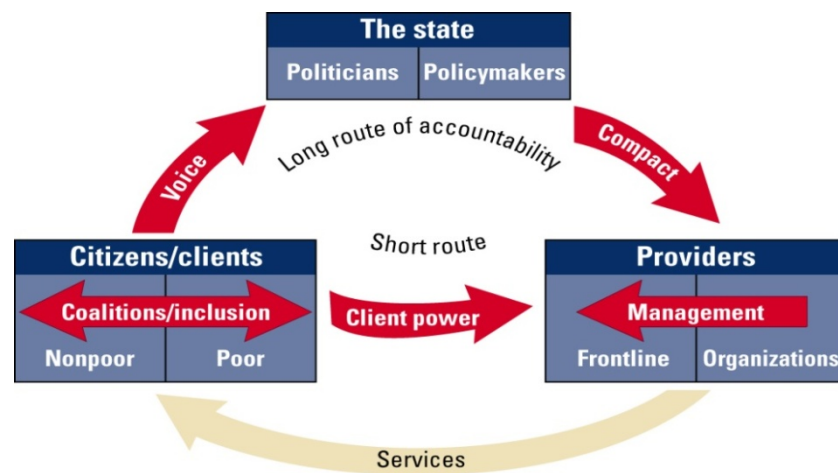 The state
Politicians
Policymakers
Voice
Long route of accountability
Compact
Short route
Citizens/clients
Coalitions/inclusion
Nonpoor
Poor
Client power
Providers
Management
Frontline
Organizations
Services